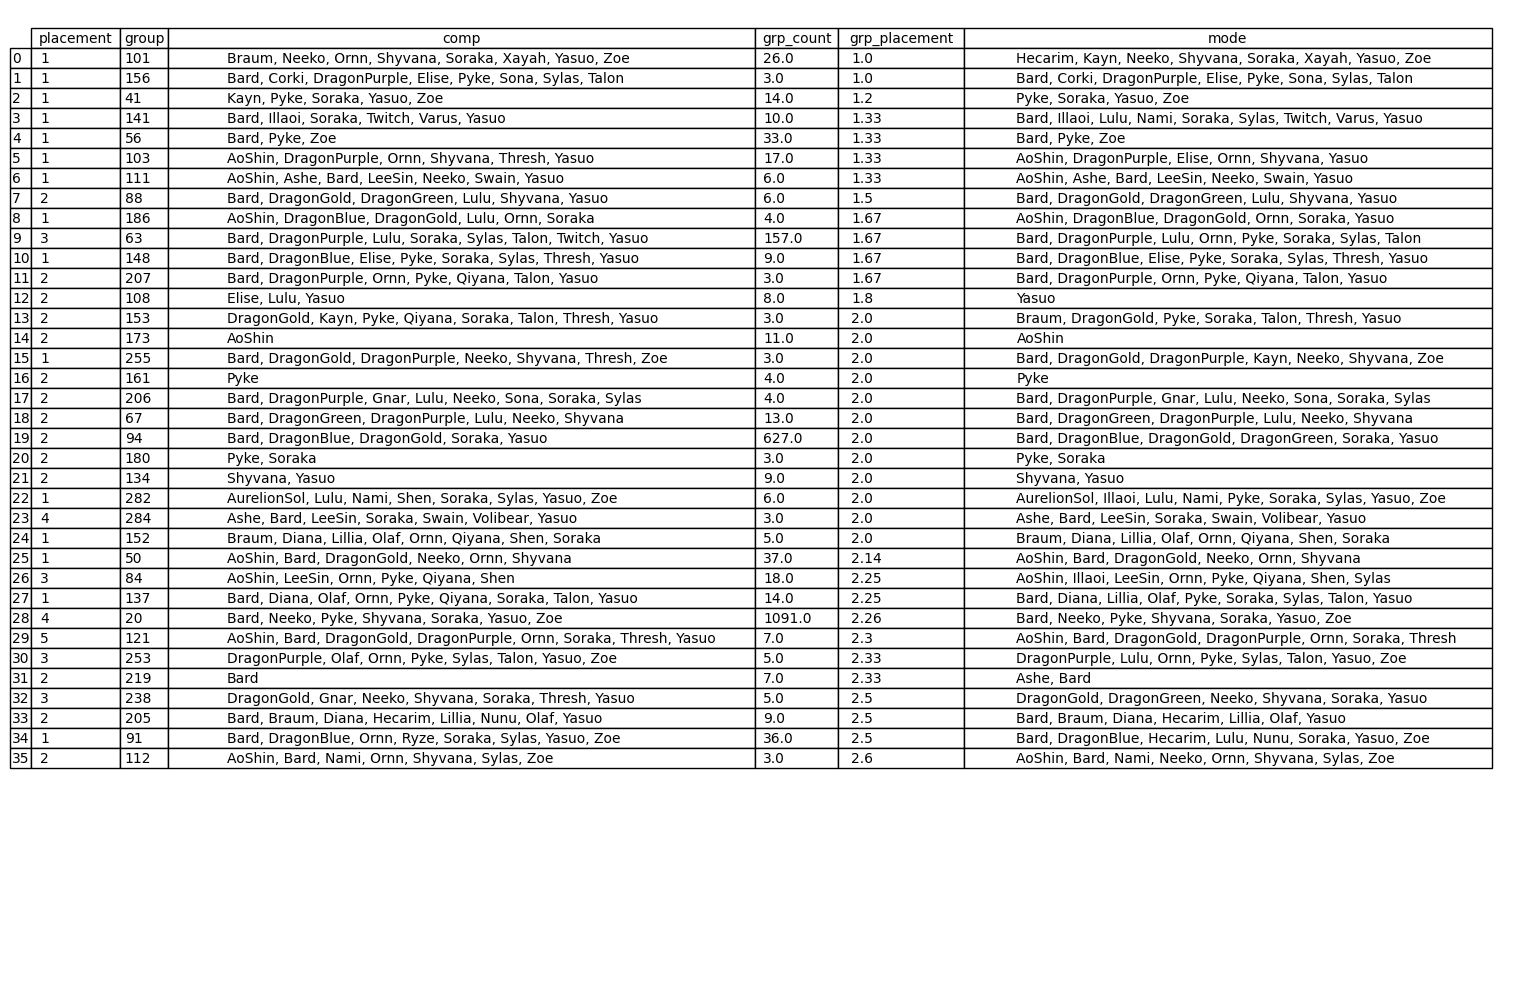 placement group comp grp_count grp_placement mode
0 1 101 Braum, Neeko, Ornn, Shyvana, Soraka, Xayah, Yasuo, Zoe 26.0 1.0 Hecarim, Kayn, Neeko, Shyvana, Soraka, Xayah, Yasuo, Zoe
1 1 156 Bard, Corki, DragonPurple, Elise, Pyke, Sona, Sylas, Talon 3.0 1.0 Bard, Corki, DragonPurple, Elise, Pyke, Sona, Sylas, Talon
2 1 41 Kayn, Pyke, Soraka, Yasuo, Zoe 14.0 1.2 Pyke, Soraka, Yasuo, Zoe
3 1 141 Bard, Illaoi, Soraka, Twitch, Varus, Yasuo 10.0 1.33 Bard, Illaoi, Lulu, Nami, Soraka, Sylas, Twitch, Varus, Yasuo
4 1 56 Bard, Pyke, Zoe 33.0 1.33 Bard, Pyke, Zoe
5 1 103 AoShin, DragonPurple, Ornn, Shyvana, Thresh, Yasuo 17.0 1.33 AoShin, DragonPurple, Elise, Ornn, Shyvana, Yasuo
6 1 111 AoShin, Ashe, Bard, LeeSin, Neeko, Swain, Yasuo 6.0 1.33 AoShin, Ashe, Bard, LeeSin, Neeko, Swain, Yasuo
7 2 88 Bard, DragonGold, DragonGreen, Lulu, Shyvana, Yasuo 6.0 1.5 Bard, DragonGold, DragonGreen, Lulu, Shyvana, Yasuo
8 1 186 AoShin, DragonBlue, DragonGold, Lulu, Ornn, Soraka 4.0 1.67 AoShin, DragonBlue, DragonGold, Ornn, Soraka, Yasuo
9 3 63 Bard, DragonPurple, Lulu, Soraka, Sylas, Talon, Twitch, Yasuo 157.0 1.67 Bard, DragonPurple, Lulu, Ornn, Pyke, Soraka, Sylas, Talon
10 1 148 Bard, DragonBlue, Elise, Pyke, Soraka, Sylas, Thresh, Yasuo 9.0 1.67 Bard, DragonBlue, Elise, Pyke, Soraka, Sylas, Thresh, Yasuo
11 2 207 Bard, DragonPurple, Ornn, Pyke, Qiyana, Talon, Yasuo 3.0 1.67 Bard, DragonPurple, Ornn, Pyke, Qiyana, Talon, Yasuo
12 2 108 Elise, Lulu, Yasuo 8.0 1.8 Yasuo
13 2 153 DragonGold, Kayn, Pyke, Qiyana, Soraka, Talon, Thresh, Yasuo 3.0 2.0 Braum, DragonGold, Pyke, Soraka, Talon, Thresh, Yasuo
14 2 173 AoShin 11.0 2.0 AoShin
15 1 255 Bard, DragonGold, DragonPurple, Neeko, Shyvana, Thresh, Zoe 3.0 2.0 Bard, DragonGold, DragonPurple, Kayn, Neeko, Shyvana, Zoe
16 2 161 Pyke 4.0 2.0 Pyke
17 2 206 Bard, DragonPurple, Gnar, Lulu, Neeko, Sona, Soraka, Sylas 4.0 2.0 Bard, DragonPurple, Gnar, Lulu, Neeko, Sona, Soraka, Sylas
18 2 67 Bard, DragonGreen, DragonPurple, Lulu, Neeko, Shyvana 13.0 2.0 Bard, DragonGreen, DragonPurple, Lulu, Neeko, Shyvana
19 2 94 Bard, DragonBlue, DragonGold, Soraka, Yasuo 627.0 2.0 Bard, DragonBlue, DragonGold, DragonGreen, Soraka, Yasuo
20 2 180 Pyke, Soraka 3.0 2.0 Pyke, Soraka
21 2 134 Shyvana, Yasuo 9.0 2.0 Shyvana, Yasuo
22 1 282 AurelionSol, Lulu, Nami, Shen, Soraka, Sylas, Yasuo, Zoe 6.0 2.0 AurelionSol, Illaoi, Lulu, Nami, Pyke, Soraka, Sylas, Yasuo, Zoe
23 4 284 Ashe, Bard, LeeSin, Soraka, Swain, Volibear, Yasuo 3.0 2.0 Ashe, Bard, LeeSin, Soraka, Swain, Volibear, Yasuo
24 1 152 Braum, Diana, Lillia, Olaf, Ornn, Qiyana, Shen, Soraka 5.0 2.0 Braum, Diana, Lillia, Olaf, Ornn, Qiyana, Shen, Soraka
25 1 50 AoShin, Bard, DragonGold, Neeko, Ornn, Shyvana 37.0 2.14 AoShin, Bard, DragonGold, Neeko, Ornn, Shyvana
26 3 84 AoShin, LeeSin, Ornn, Pyke, Qiyana, Shen 18.0 2.25 AoShin, Illaoi, LeeSin, Ornn, Pyke, Qiyana, Shen, Sylas
27 1 137 Bard, Diana, Olaf, Ornn, Pyke, Qiyana, Soraka, Talon, Yasuo 14.0 2.25 Bard, Diana, Lillia, Olaf, Pyke, Soraka, Sylas, Talon, Yasuo
28 4 20 Bard, Neeko, Pyke, Shyvana, Soraka, Yasuo, Zoe 1091.0 2.26 Bard, Neeko, Pyke, Shyvana, Soraka, Yasuo, Zoe
29 5 121 AoShin, Bard, DragonGold, DragonPurple, Ornn, Soraka, Thresh, Yasuo 7.0 2.3 AoShin, Bard, DragonGold, DragonPurple, Ornn, Soraka, Thresh
30 3 253 DragonPurple, Olaf, Ornn, Pyke, Sylas, Talon, Yasuo, Zoe 5.0 2.33 DragonPurple, Lulu, Ornn, Pyke, Sylas, Talon, Yasuo, Zoe
31 2 219 Bard 7.0 2.33 Ashe, Bard
32 3 238 DragonGold, Gnar, Neeko, Shyvana, Soraka, Thresh, Yasuo 5.0 2.5 DragonGold, DragonGreen, Neeko, Shyvana, Soraka, Yasuo
33 2 205 Bard, Braum, Diana, Hecarim, Lillia, Nunu, Olaf, Yasuo 9.0 2.5 Bard, Braum, Diana, Hecarim, Lillia, Olaf, Yasuo
34 1 91 Bard, DragonBlue, Ornn, Ryze, Soraka, Sylas, Yasuo, Zoe 36.0 2.5 Bard, DragonBlue, Hecarim, Lulu, Nunu, Soraka, Yasuo, Zoe
35 2 112 AoShin, Bard, Nami, Ornn, Shyvana, Sylas, Zoe 3.0 2.6 AoShin, Bard, Nami, Neeko, Ornn, Shyvana, Sylas, Zoe